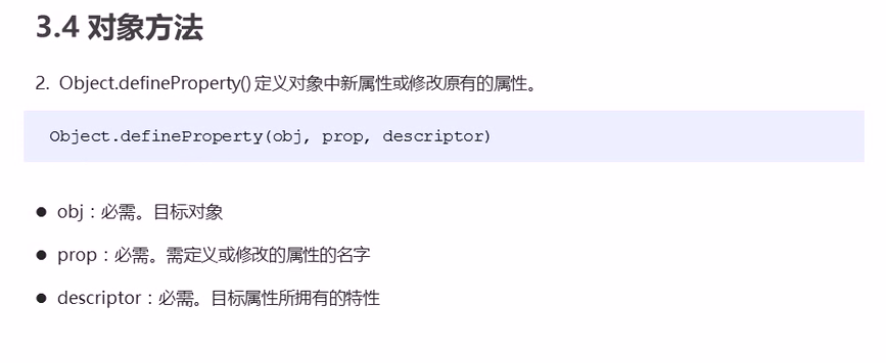 3.4 对象方法
2. Object.defineProperty() 定义对象中新属性或修改原有的属性。
Object.defineProperty(obj, prop, descriptor)
● obj：必需。目标对象
● prop：必需。需定义或修改的属性的名字
● descriptor：必需。目标属性所拥有的特性